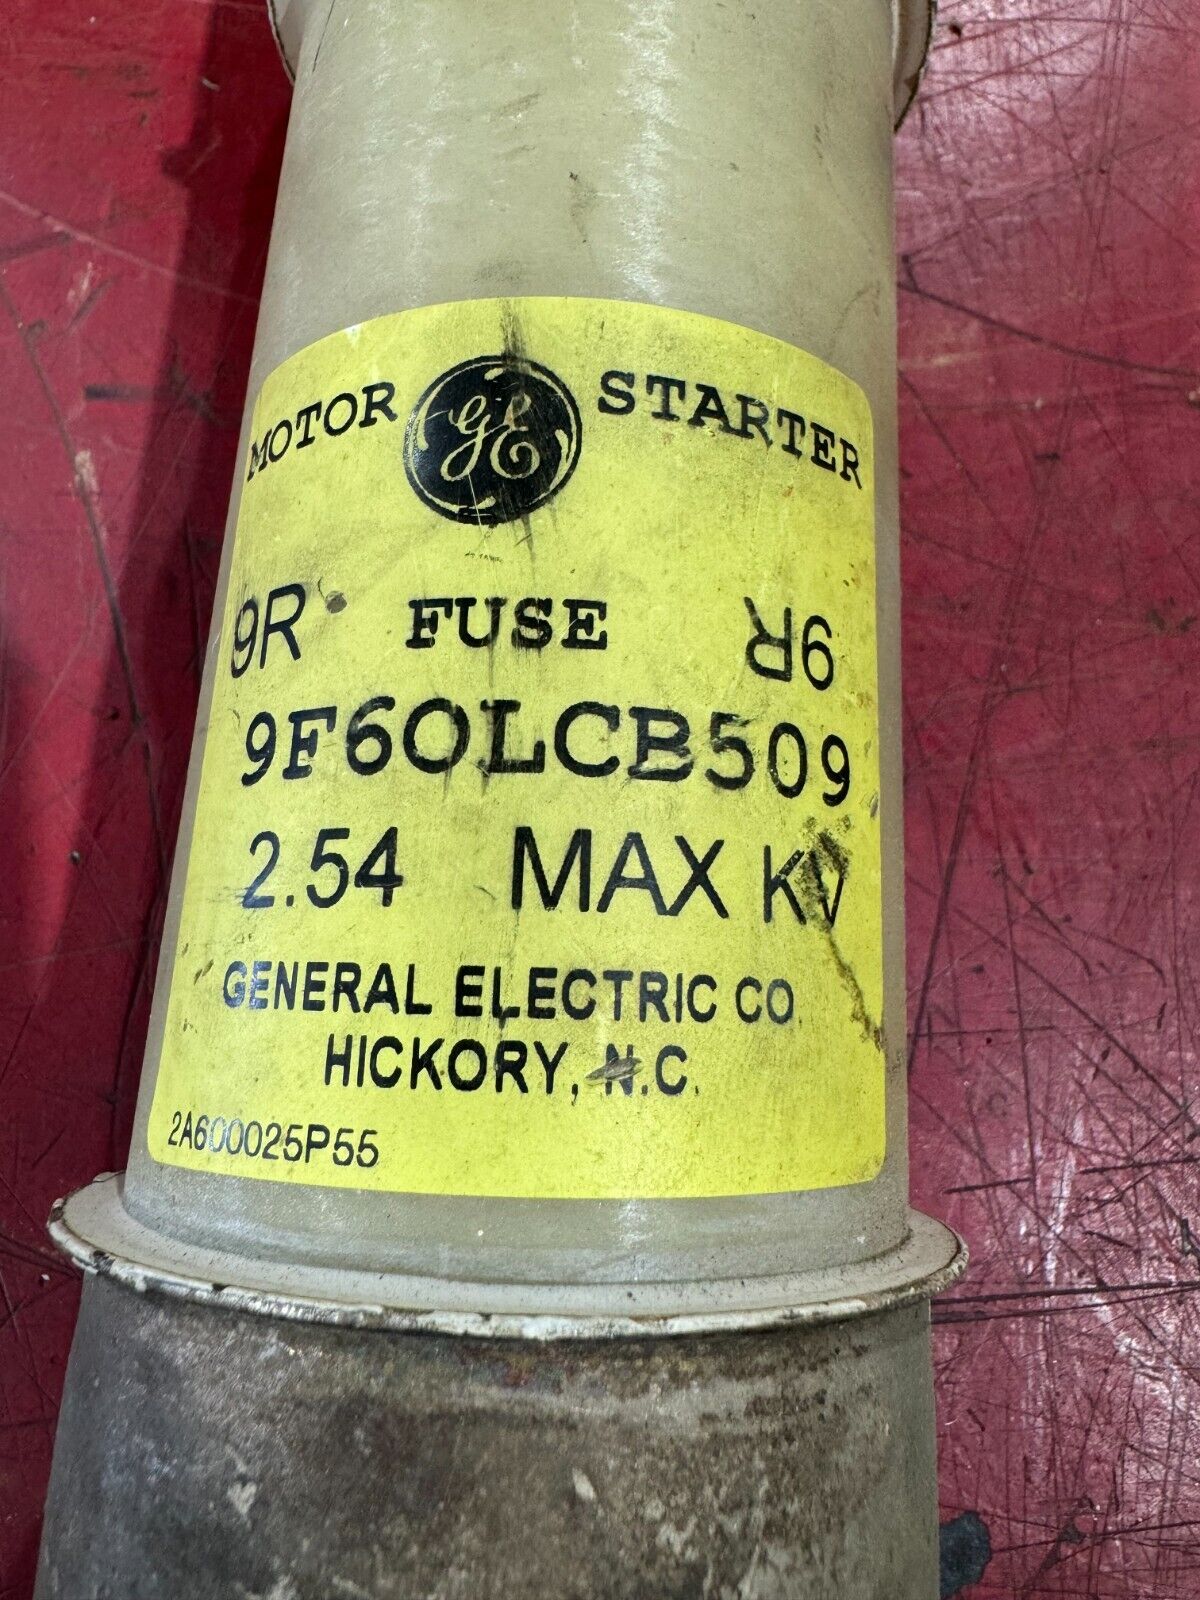 MOTOR GE STARTER
9R FUSE 9R
9F60LCB509
2.54 MAX KV
GENERAL ELECTRIC CO.
HICKORY, N.C.
2A600025P55